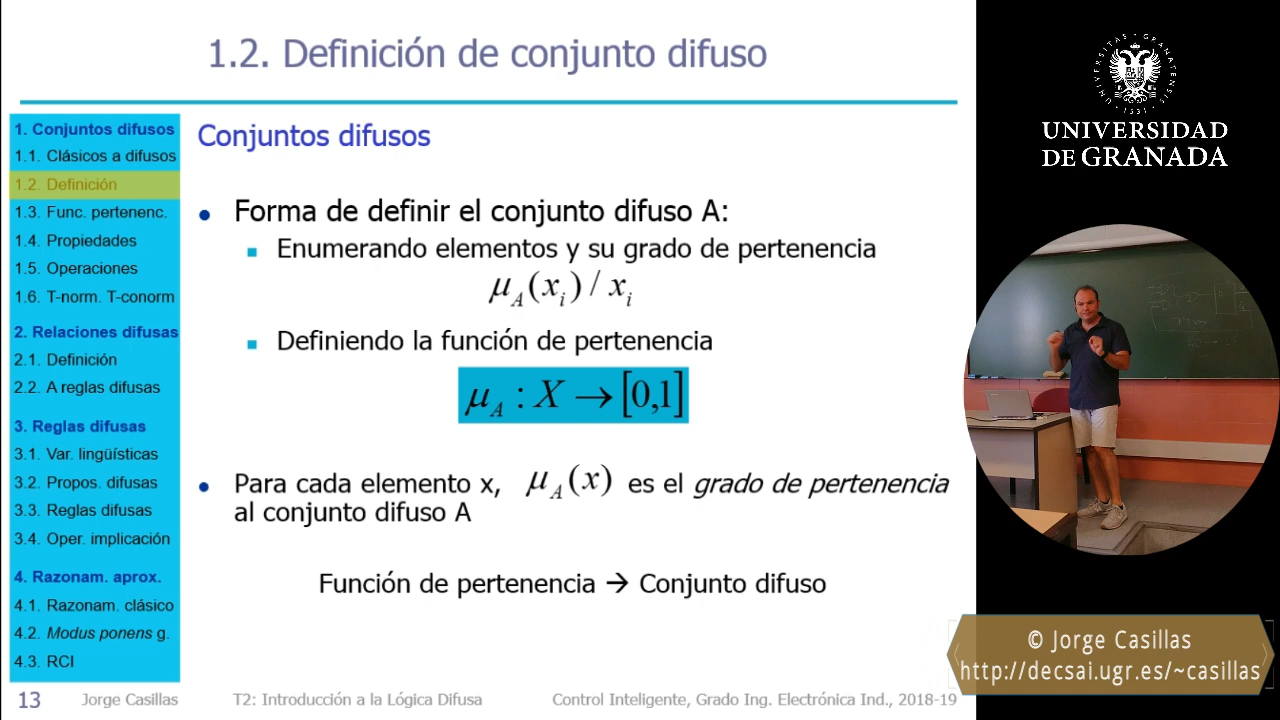 1.2. Definición de conjunto difuso
1. Conjuntos difusos
1.1. Clásicos a difusos
1.2. Definición
1.3. Func. pertenenc.
1.4. Propiedades
1.5. Operaciones
1.6. T-norm. T-conorm
2. Relaciones difusas
2.1. Definición
2.2. A reglas difusas
3. Reglas difusas
3.1. Var. lingüísticas
3.2. Propos. difusas
3.3. Reglas difusas
3.4. Oper. implicación
4. Razonam. aprox.
4.1. Razonam. clásico
4.2. Modus ponens g.
4.3. RCI
Conjuntos difusos
• Forma de definir el conjunto difuso A:
▪ Enumerando elementos y su grado de pertenencia
μ_A(x_i) / x_i
▪ Definiendo la función de pertenencia
μ_A : X → [0,1]
• Para cada elemento x, μ_A(x) es el grado de pertenencia
al conjunto difuso A
Función de pertenencia → Conjunto difuso
13 Jorge Casillas T2: Introducción a la Lógica Difusa Control Inteligente, Grado Ing. Electrónica Ind., 2018-19
UNIVERSITAS · GRANATENSIS · 1531
UNIVERSIDAD
DE GRANADA
© Jorge Casillas
http://decsai.ugr.es/~casillas